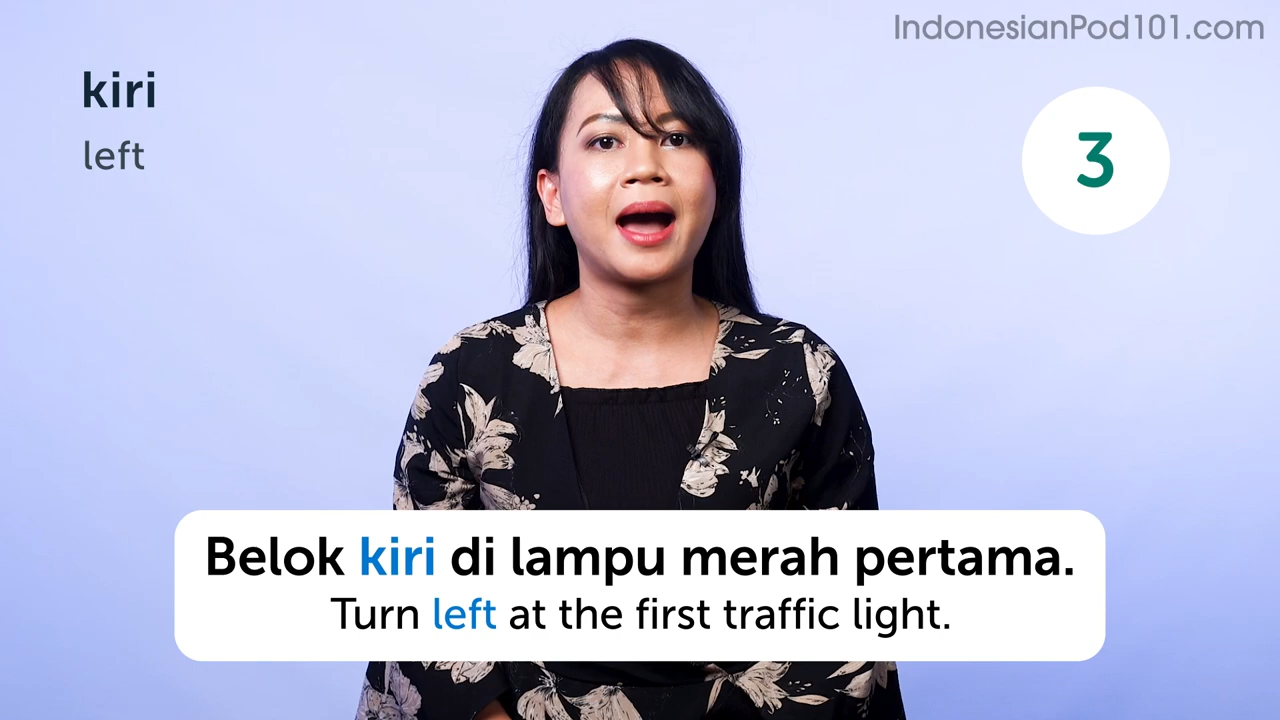 IndonesianPod101.com
kiri
left
3
Belok kiri di lampu merah pertama.
Turn left at the first traffic light.